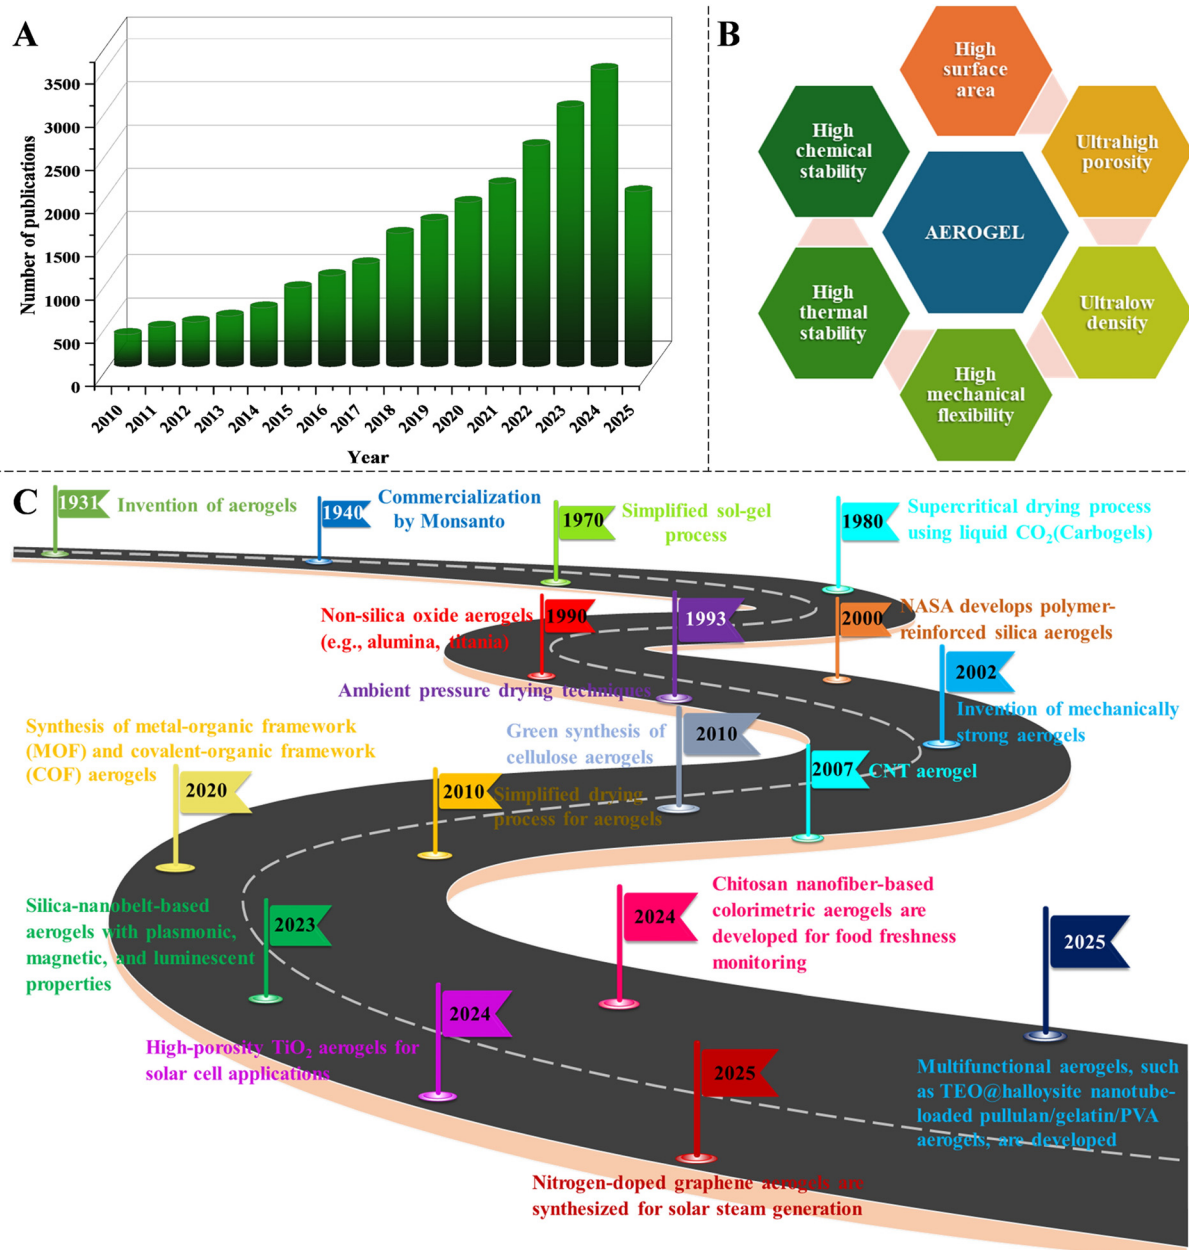 A
3500
3000
2500
2000
1500
1000
500
0
Number of publications
2010
2011
2012
2013
2014
2015
2016
2017
2018
2019
2020
2021
2022
2023
2024
2025
Year
B
High
surface
area
High
chemical
stability
Ultrahigh
porosity
AEROGEL
High
thermal
stability
Ultralow
density
High
mechanical
flexibility
C
1931
Invention of aerogels
1940
Commercialization
by Monsanto
1970
Simplified sol-gel
process
1980
Supercritical drying process
using liquid CO₂(Carbogels)
Non-silica oxide aerogels
(e.g., alumina, titania)
1990
1993
Ambient pressure drying techniques
2000
NASA develops polymer-
reinforced silica aerogels
2002
Invention of mechanically
strong aerogels
Green synthesis of
cellulose aerogels
2010
2007
CNT aerogel
Synthesis of metal-organic framework
(MOF) and covalent-organic framework
(COF) aerogels
2020
2010
Simplified drying
process for aerogels
Silica-nanobelt-based
aerogels with plasmonic,
magnetic, and luminescent
properties
2023
2024
Chitosan nanofiber-based
colorimetric aerogels are
developed for food freshness
monitoring
2025
Multifunctional aerogels, such
as TEO@halloysite nanotube-
loaded pullulan/gelatin/PVA
aerogels, are developed
2024
High-porosity TiO₂ aerogels for
solar cell applications
2025
Nitrogen-doped graphene aerogels are
synthesized for solar steam generation